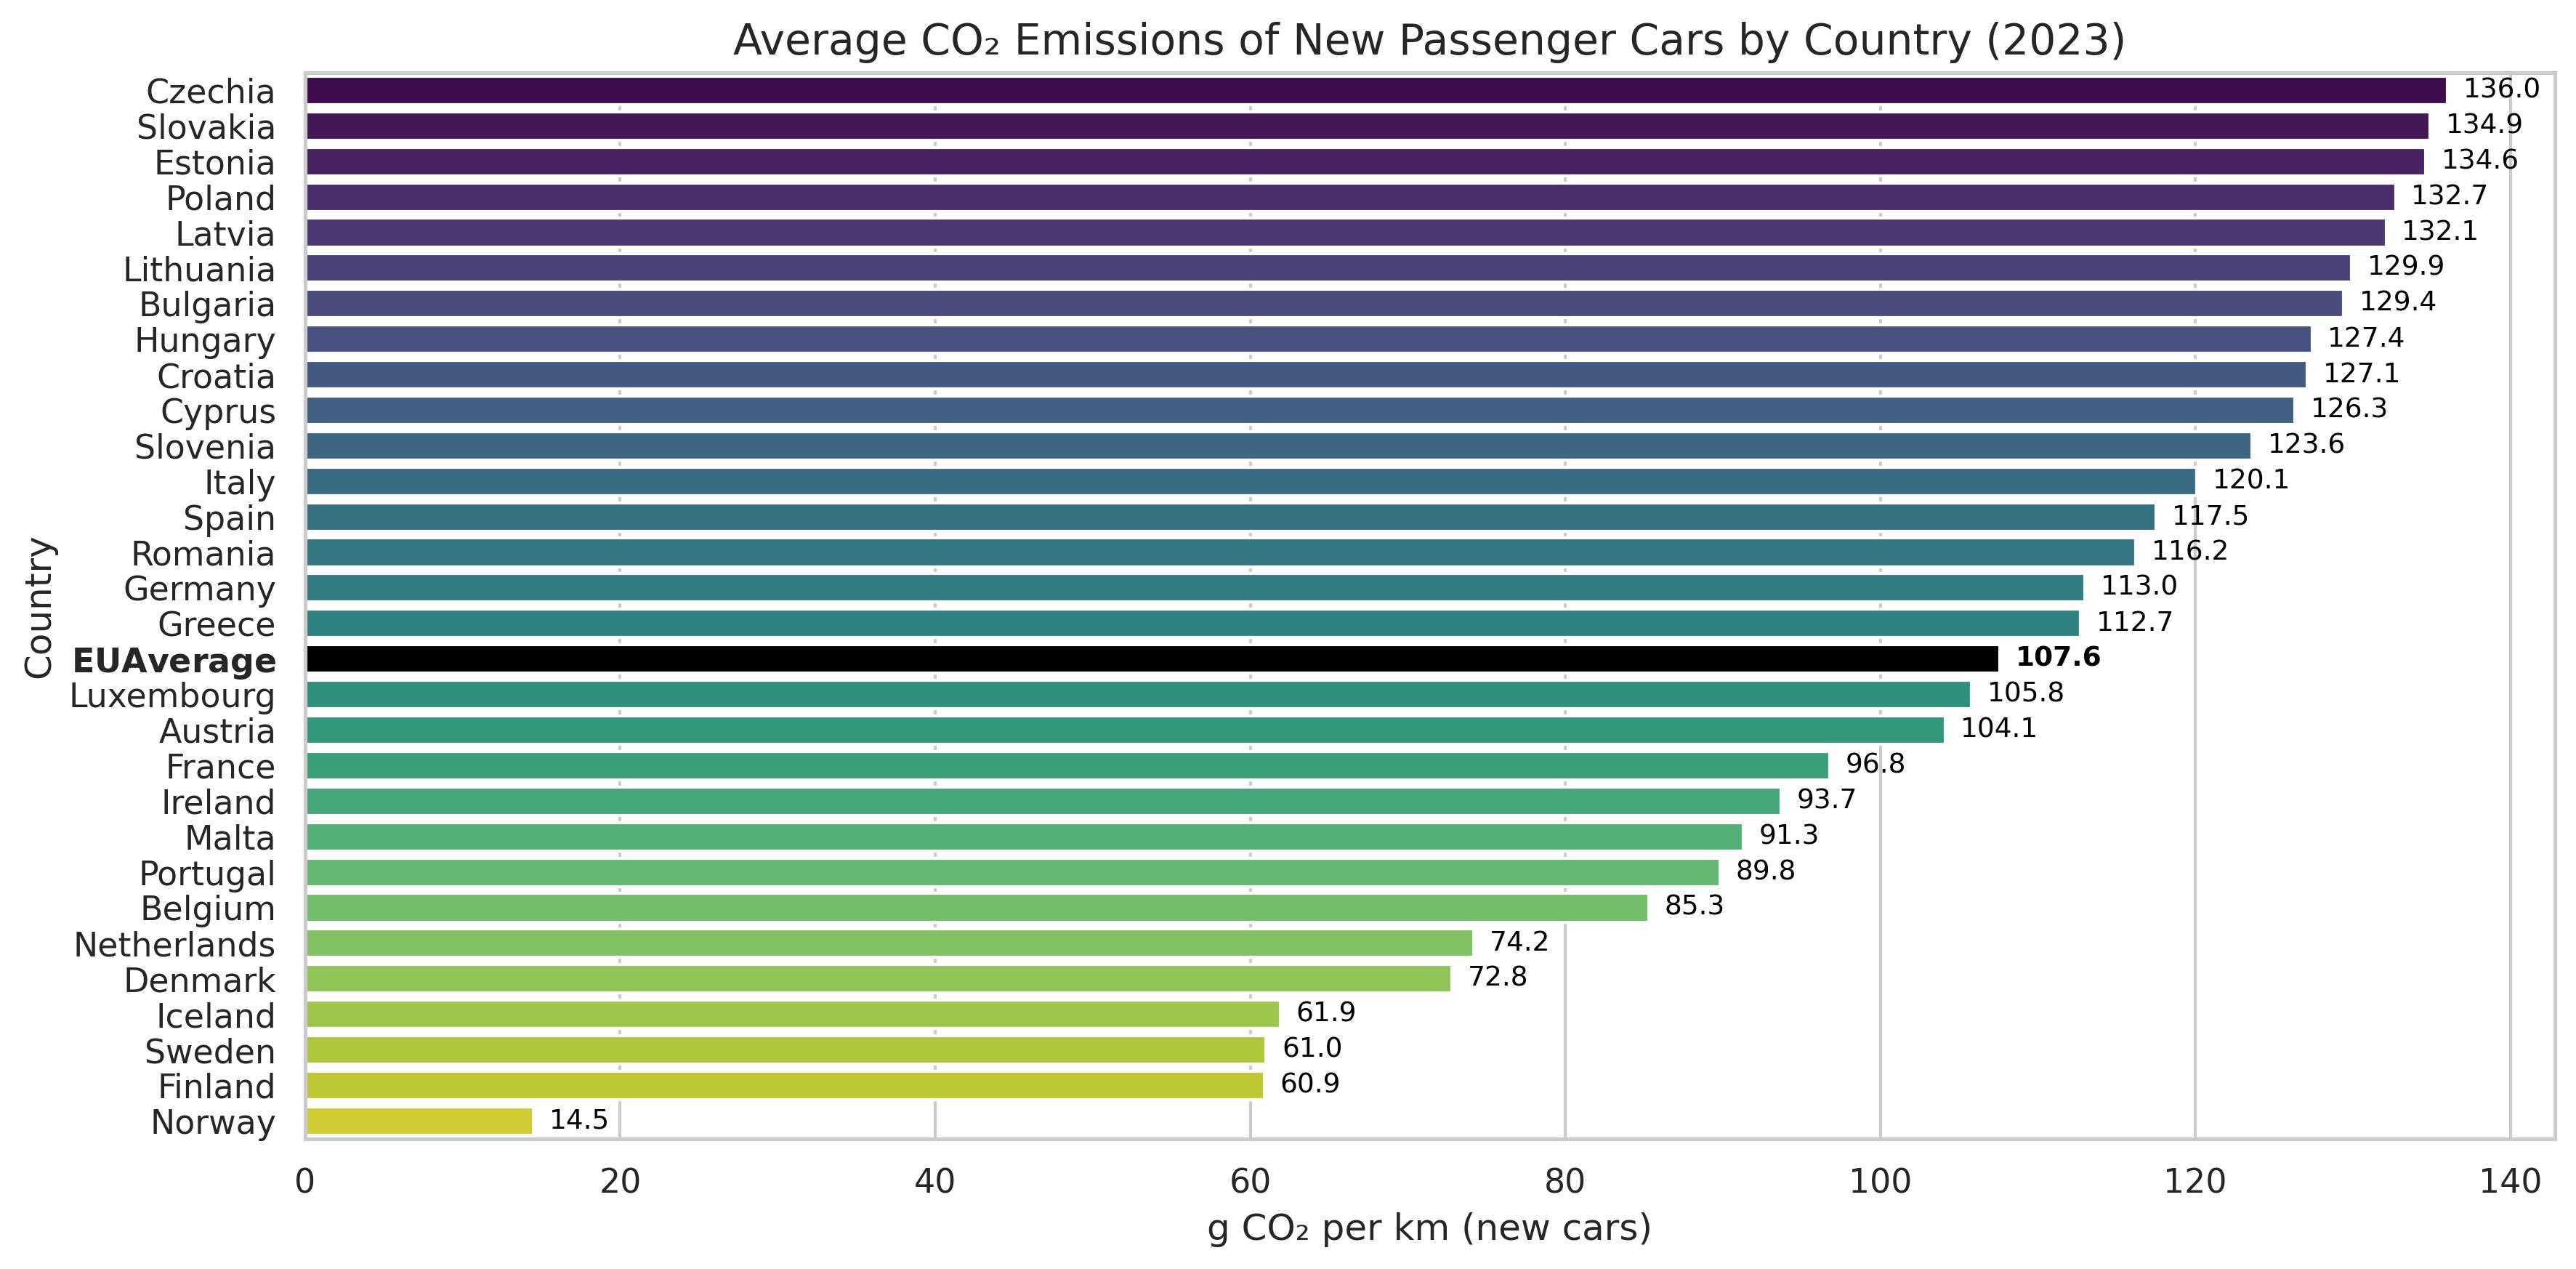 Average CO₂ Emissions of New Passenger Cars by Country (2023)
Country
Czechia 136.0
Slovakia 134.9
Estonia 134.6
Poland 132.7
Latvia 132.1
Lithuania 129.9
Bulgaria 129.4
Hungary 127.4
Croatia 127.1
Cyprus 126.3
Slovenia 123.6
Italy 120.1
Spain 117.5
Romania 116.2
Germany 113.0
Greece 112.7
EUAverage 107.6
Luxembourg 105.8
Austria 104.1
France 96.8
Ireland 93.7
Malta 91.3
Portugal 89.8
Belgium 85.3
Netherlands 74.2
Denmark 72.8
Iceland 61.9
Sweden 61.0
Finland 60.9
Norway 14.5
0 20 40 60 80 100 120 140
g CO₂ per km (new cars)